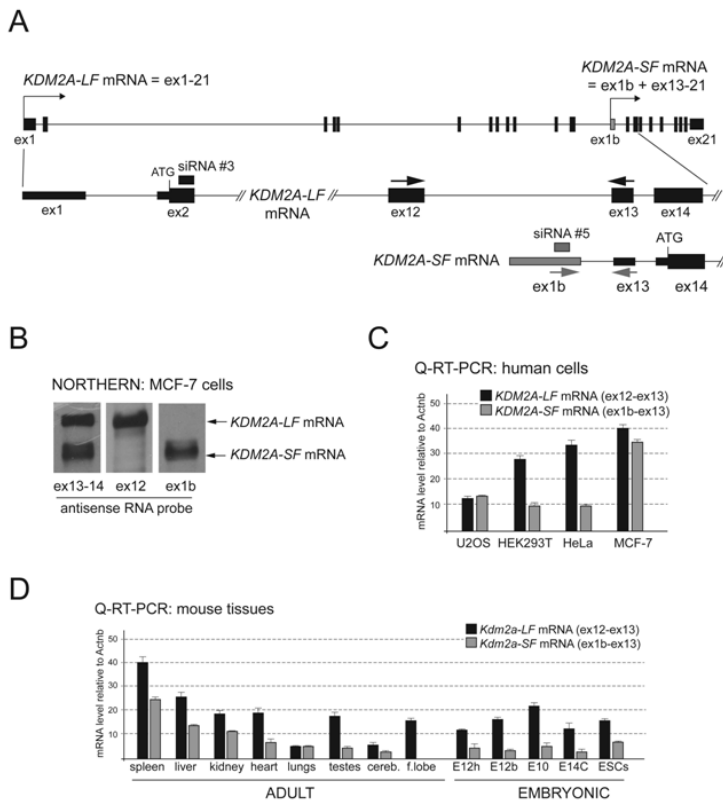 A
KDM2A-LF mRNA = ex1-21
KDM2A-SF mRNA
= ex1b + ex13-21
ex1
ex1b
ex21
ATG
siRNA #3
ex1
ex2
KDM2A-LF
mRNA
ex12
ex13
ex14
siRNA #5
ATG
KDM2A-SF mRNA
ex1b
ex13
ex14
B
NORTHERN: MCF-7 cells
KDM2A-LF mRNA
KDM2A-SF mRNA
ex13-14 ex12 ex1b
antisense RNA probe
C
Q-RT-PCR: human cells
KDM2A-LF mRNA (ex12-ex13)
KDM2A-SF mRNA (ex1b-ex13)
mRNA level relative to Actnb
50
40
30
20
10
U2OS HEK293T HeLa MCF-7
D
Q-RT-PCR: mouse tissues
Kdm2a-LF mRNA (ex12-ex13)
Kdm2a-SF mRNA (ex1b-ex13)
mRNA level relative to Actnb
50
40
30
20
10
spleen liver kidney heart lungs testes cereb. f.lobe E12h E12b E10 E14C ESCs
ADULT EMBRYONIC